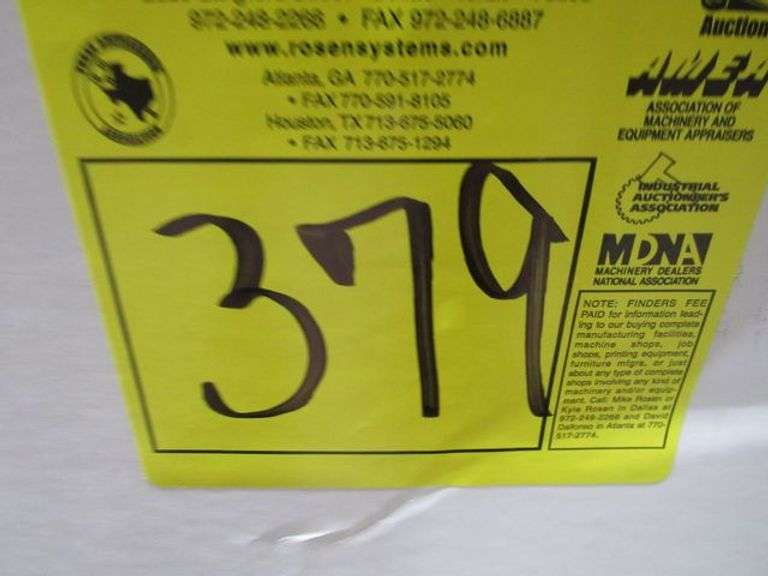 972-248-2266 • FAX 972-248-6887
www.rosensystems.com
Atlanta, GA 770-517-2774
• FAX 770-591-8105
Houston, TX 713-675-5060
• FAX 713-675-1294
379
Auction
AMEA
ASSOCIATION OF
MACHINERY AND
EQUIPMENT APPRAISERS
INDUSTRIAL
AUCTIONEER'S
ASSOCIATION
MDNA
MACHINERY DEALERS
NATIONAL ASSOCIATION
NOTE: FINDERS FEE
PAID for information lead-
ing to our buying complete
manufacturing facilities,
machine shops, job
shops, printing equipment,
furniture mfgrs. or just
about any type of complete
shops involving any kind of
machinery and/or equip-
ment. Call: Mike Rosen or
Kyle Rosen in Dallas at
972-248-2266 and David
Dalfonso in Atlanta at 770-
517-2774.